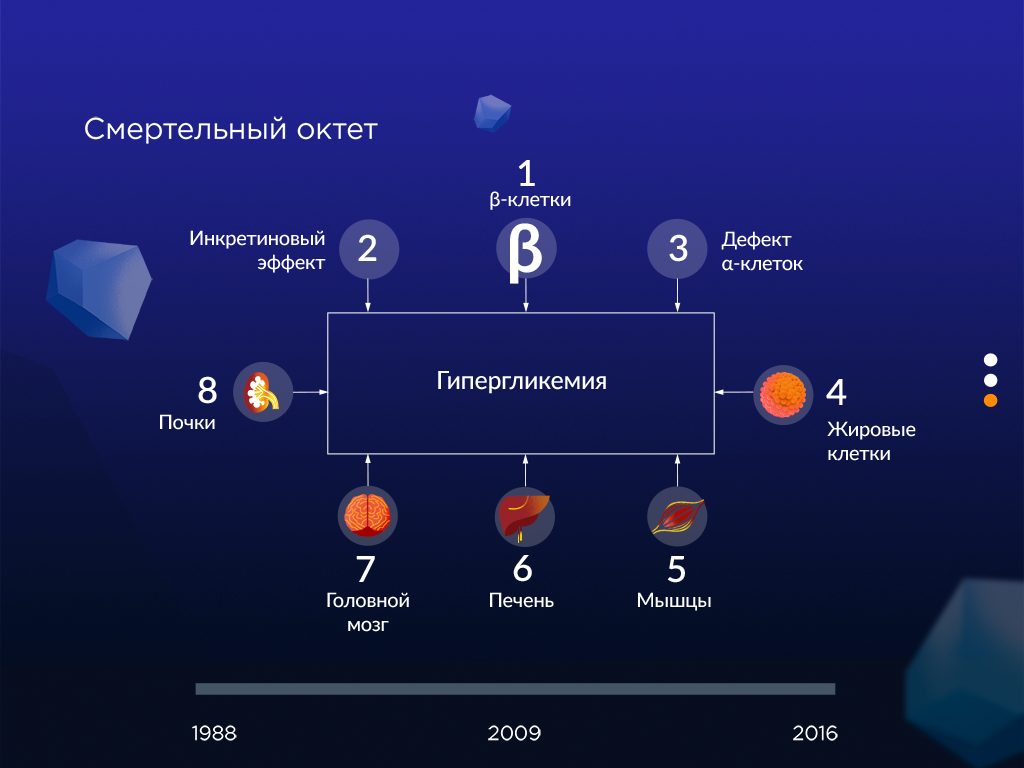 Смертельный октет
1
β-клетки
β
Инкретиновый
эффект
2
3
Дефект
α-клеток
Гипергликемия
8
Почки
4
Жировые
клетки
7
Головной
мозг
6
Печень
5
Мышцы
1988
2009
2016